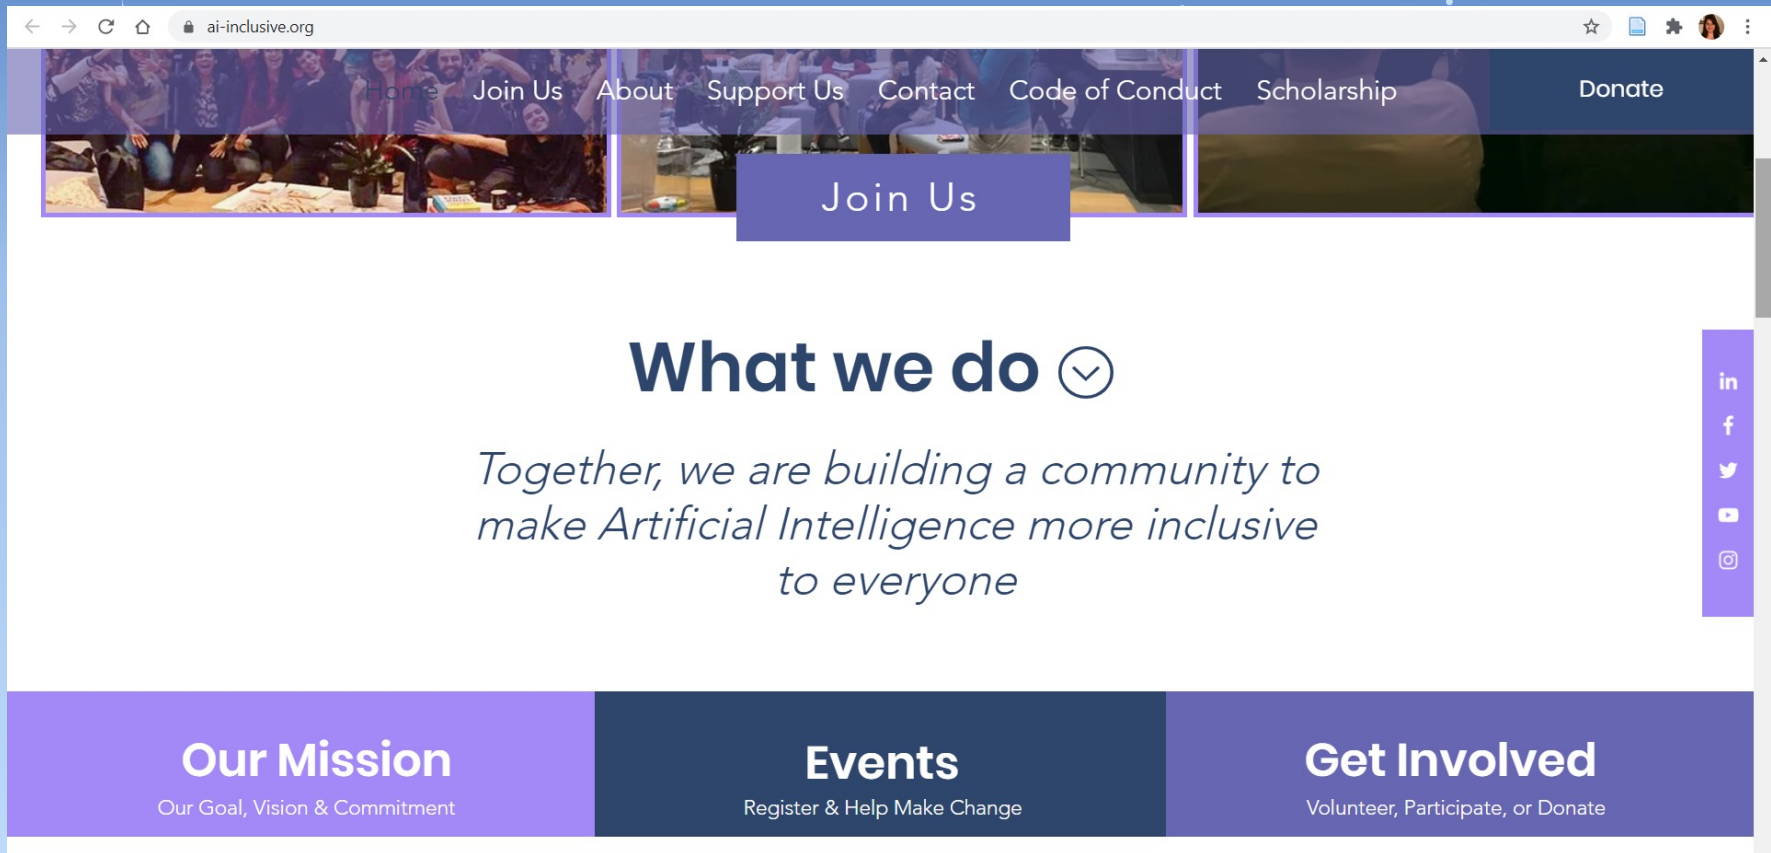 ai-inclusive.org
Home Join Us About Support Us Contact Code of Conduct Scholarship Donate
Join Us
What we do
Together, we are building a community to
make Artificial Intelligence more inclusive
to everyone
in
f
Our Mission
Our Goal, Vision & Commitment
Events
Register & Help Make Change
Get Involved
Volunteer, Participate, or Donate